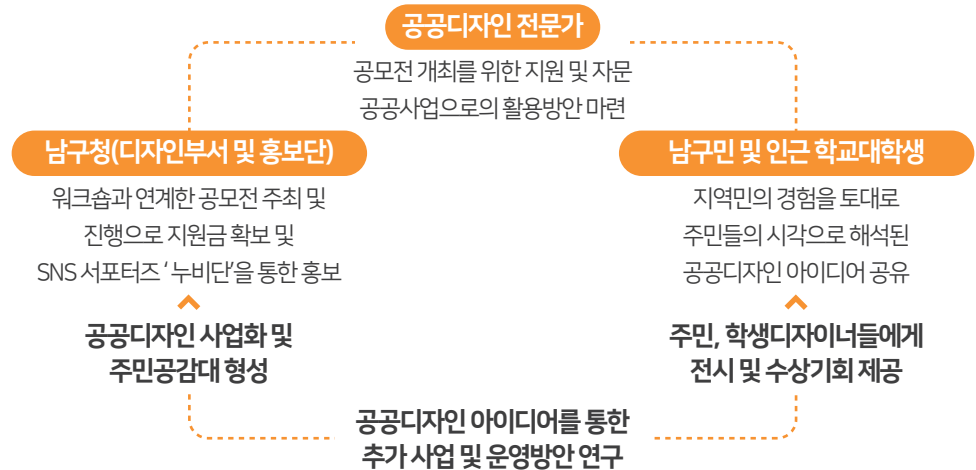 공공디자인 전문가
공모전 개최를 위한 지원 및 자문
공공사업으로의 활용방안 마련
남구청(디자인부서 및 홍보단)
워크숍과 연계한 공모전 주최 및
진행으로 지원금 확보 및
SNS 서포터즈 ‘ 누비단’을 통한 홍보
공공디자인 사업화 및
주민공감대 형성
남구민 및 인근 학교대학생
지역민의 경험을 토대로
주민들의 시각으로 해석된
공공디자인 아이디어 공유
주민, 학생디자이너들에게
전시 및 수상기회 제공
공공디자인 아이디어를 통한
추가 사업 및 운영방안 연구